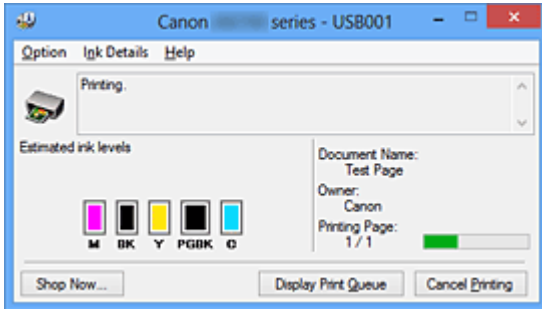 Canon series - USB001
Option Ink Details Help
Printing.
Estimated ink levels
M BK Y PGBK C
Document Name:
Test Page
Owner:
Canon
Printing Page:
1 / 1
Shop Now... Display Print Queue Cancel Printing